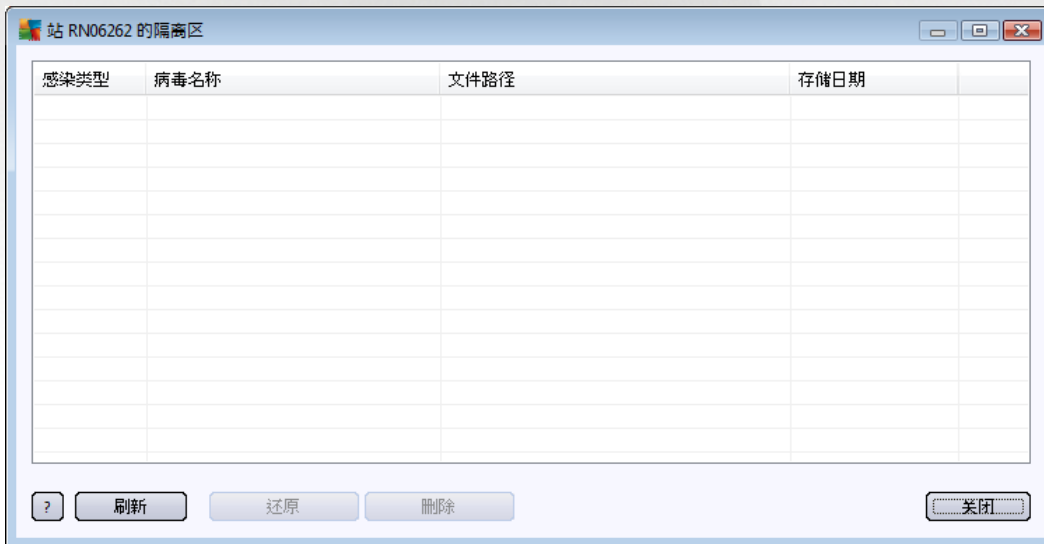 站 RN06262 的隔离区
感染类型 病毒名称 文件路径 存储日期
? 刷新 还原 删除 关闭